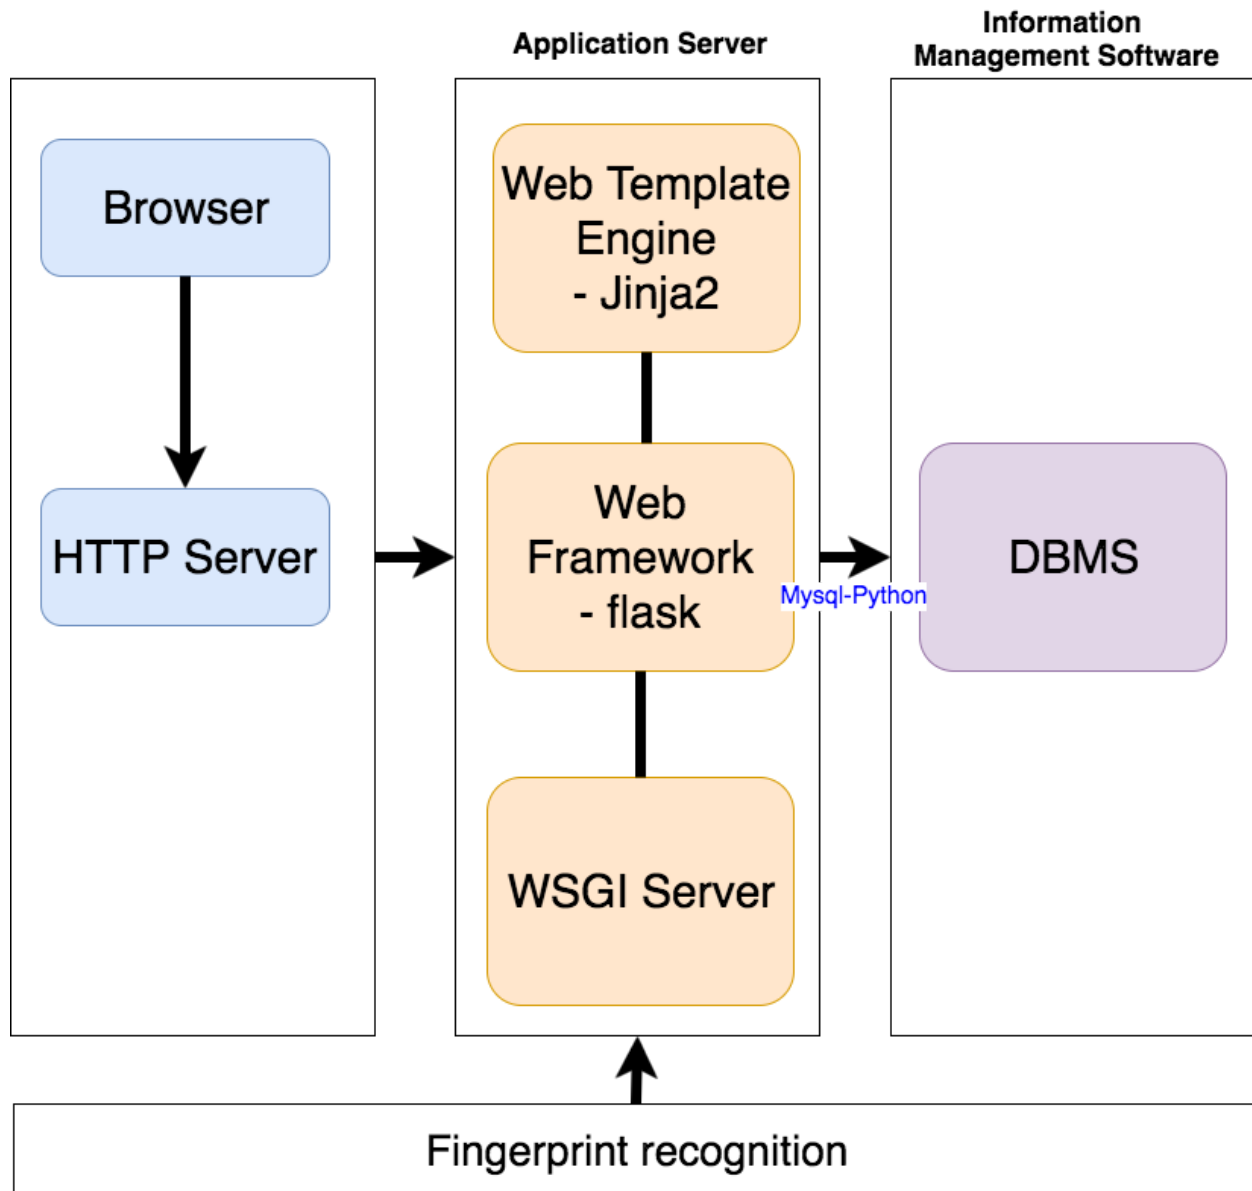 Application Server
Information
Management Software
Browser
HTTP Server
Web Template
Engine
- Jinja2
Web
Framework
- flask
WSGI Server
Mysql-Python
DBMS
Fingerprint recognition